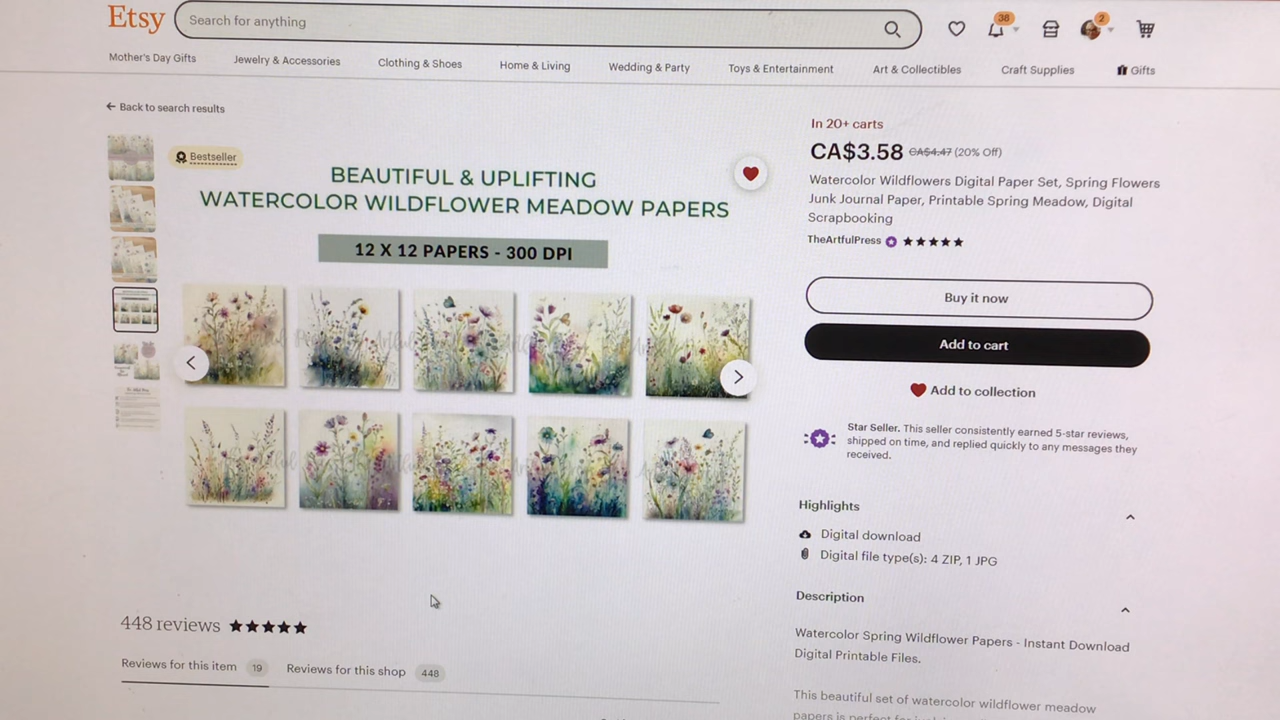 Etsy
Search for anything
38
2
Mother's Day Gifts
Jewelry & Accessories
Clothing & Shoes
Home & Living
Wedding & Party
Toys & Entertainment
Art & Collectibles
Craft Supplies
Gifts
Back to search results
Bestseller
BEAUTIFUL & UPLIFTING
WATERCOLOR WILDFLOWER MEADOW PAPERS
12 X 12 PAPERS - 300 DPI
In 20+ carts
CA$3.58 CA$4.47 (20% Off)
Watercolor Wildflowers Digital Paper Set, Spring Flowers
Junk Journal Paper, Printable Spring Meadow, Digital
Scrapbooking
TheArtfulPress
Buy it now
Add to cart
Add to collection
Star Seller. This seller consistently earned 5-star reviews,
shipped on time, and replied quickly to any messages they
received.
Highlights
Digital download
Digital file type(s): 4 ZIP, 1 JPG
Description
Watercolor Spring Wildflower Papers - Instant Download
Digital Printable Files.
This beautiful set of watercolor wildflower meadow
papers is perfect for
448 reviews
Reviews for this item 19
Reviews for this shop 448